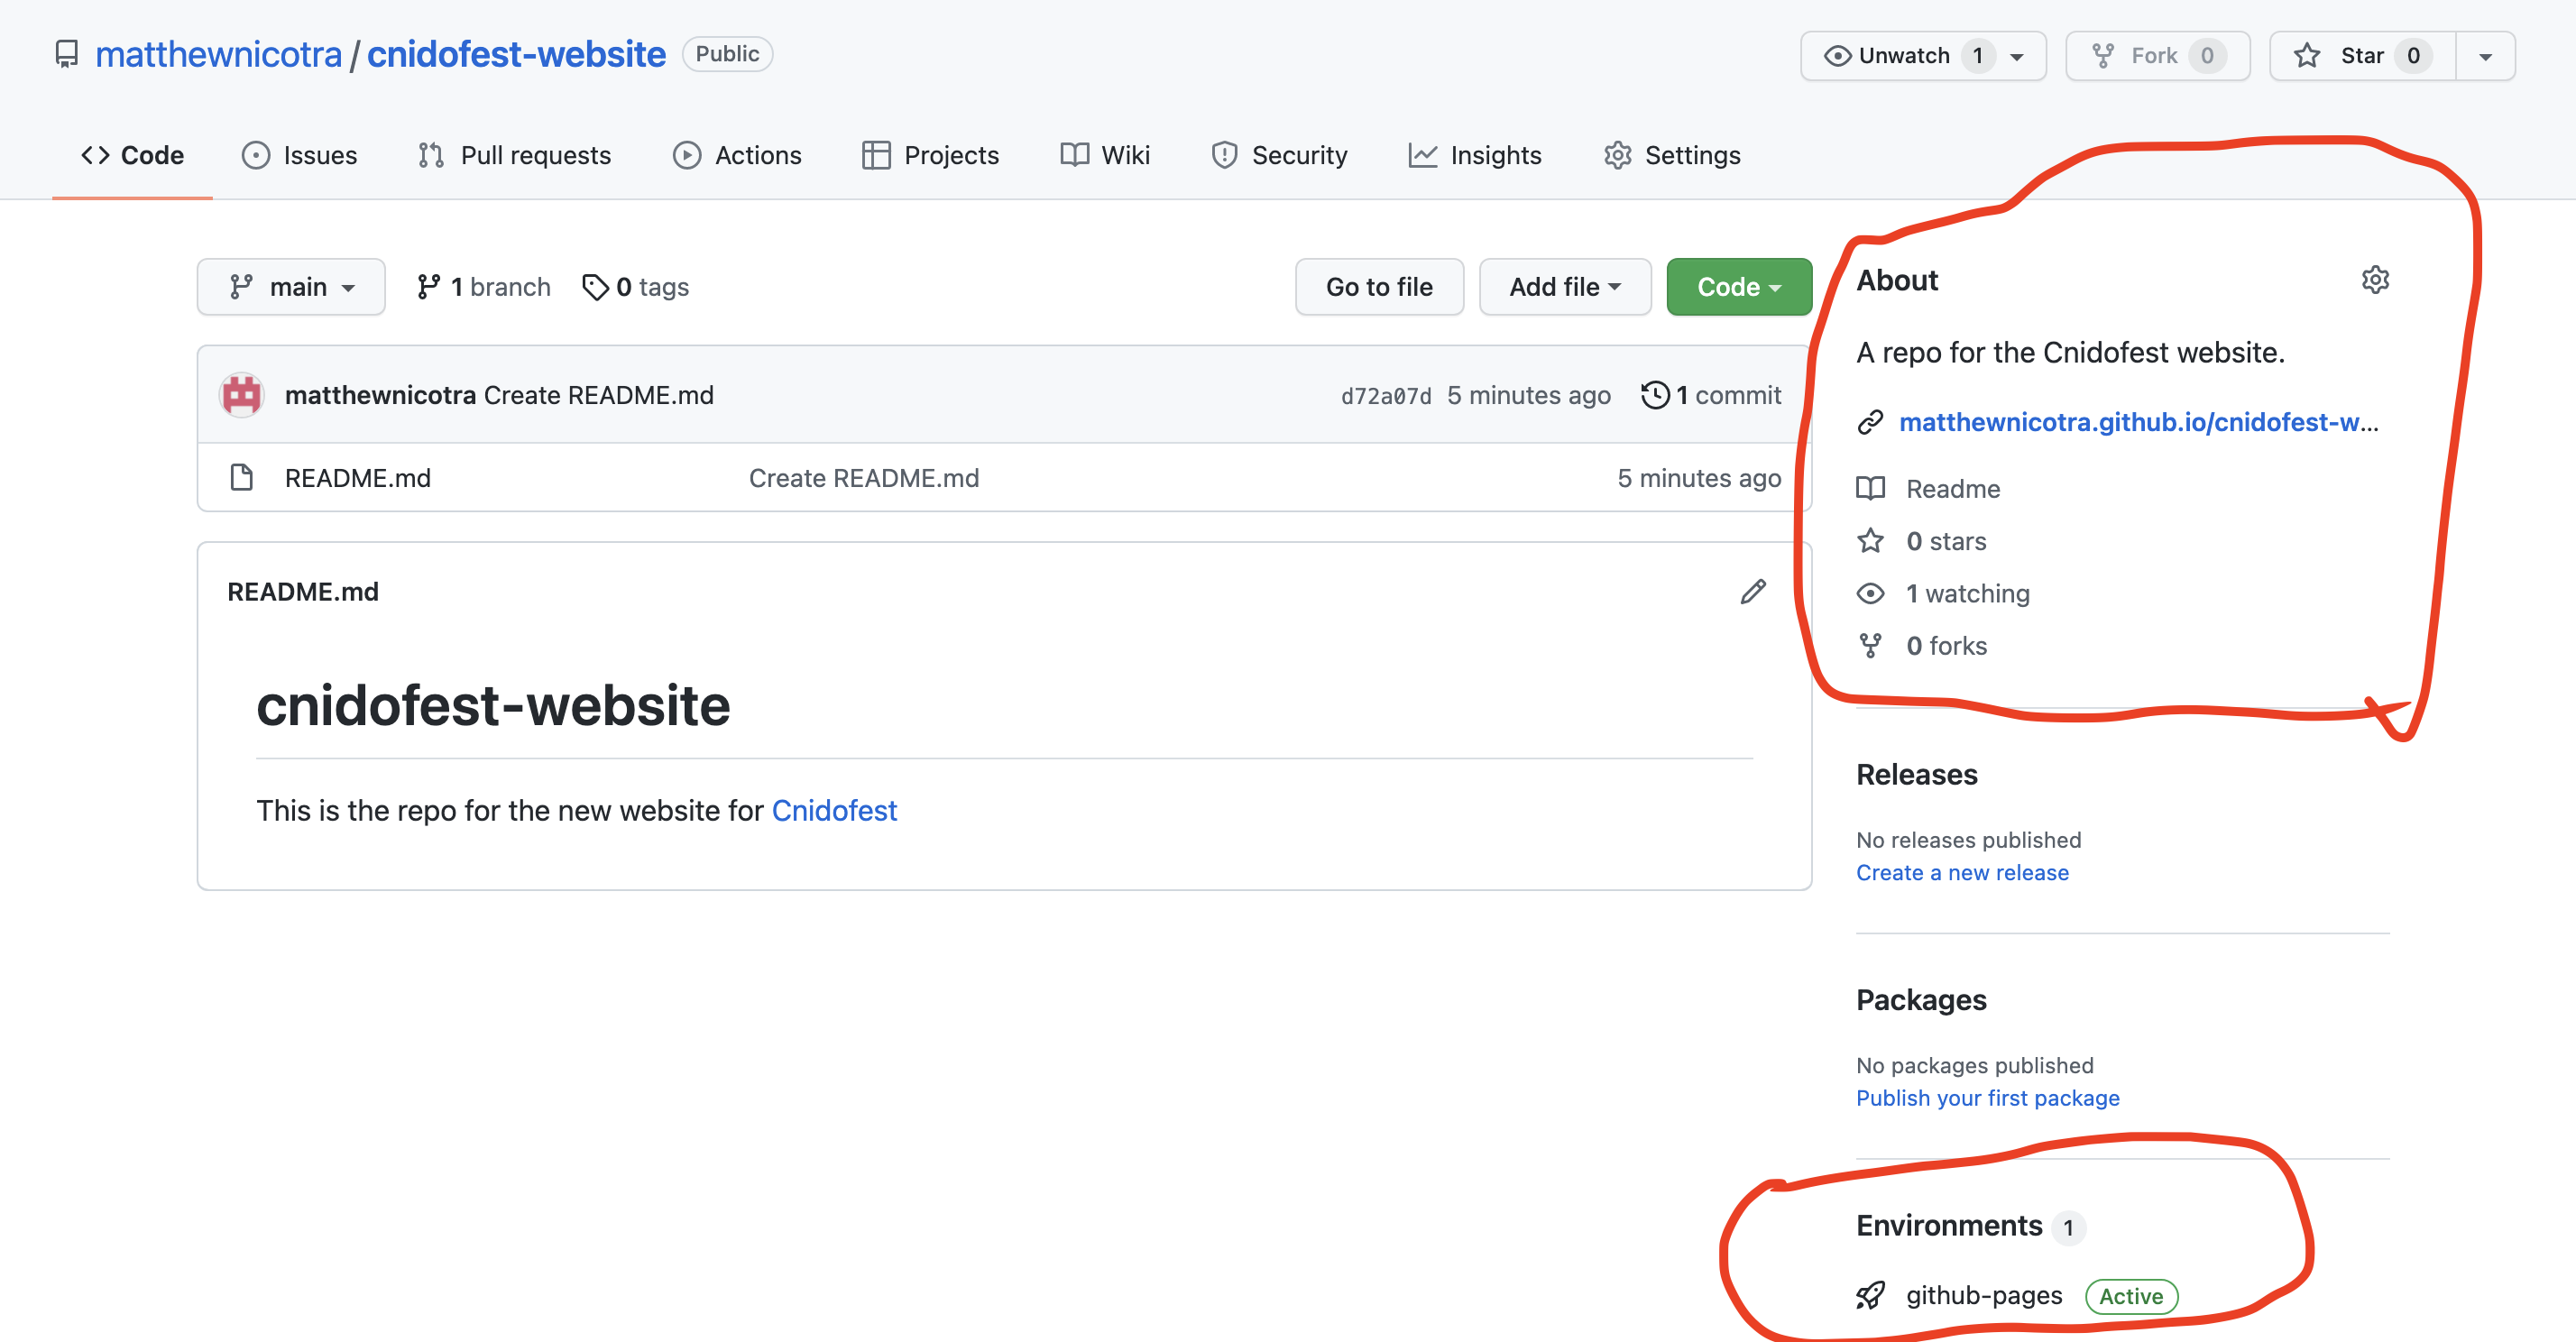 matthewnicotra / cnidofest-website Public
Unwatch 1 Fork 0 Star 0
Code Issues Pull requests Actions Projects Wiki Security Insights Settings
main 1 branch 0 tags Go to file Add file Code
matthewnicotra Create README.md d72a07d 5 minutes ago 1 commit
README.md Create README.md 5 minutes ago
README.md
cnidofest-website
This is the repo for the new website for Cnidofest
About
A repo for the Cnidofest website.
matthewnicotra.github.io/cnidofest-w...
Readme
0 stars
1 watching
0 forks
Releases
No releases published
Create a new release
Packages
No packages published
Publish your first package
Environments 1
github-pages Active